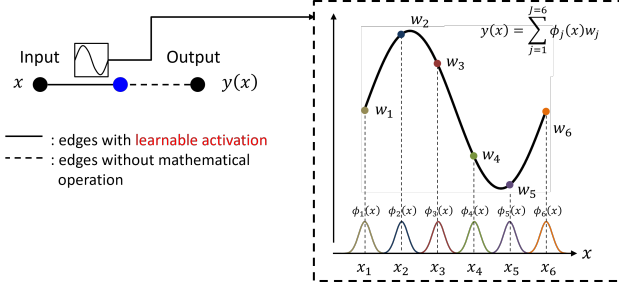 Input
Output
x
y(x)
: edges with learnable activation
: edges without mathematical
operation
y(x) = \sum_{j=1}^{j=6} ϕ_j(x)w_j
w_1
w_2
w_3
w_4
w_5
w_6
ϕ_1(x) ϕ_2(x) ϕ_3(x) ϕ_4(x) ϕ_5(x) ϕ_6(x)
x
x_1 x_2 x_3 x_4 x_5 x_6